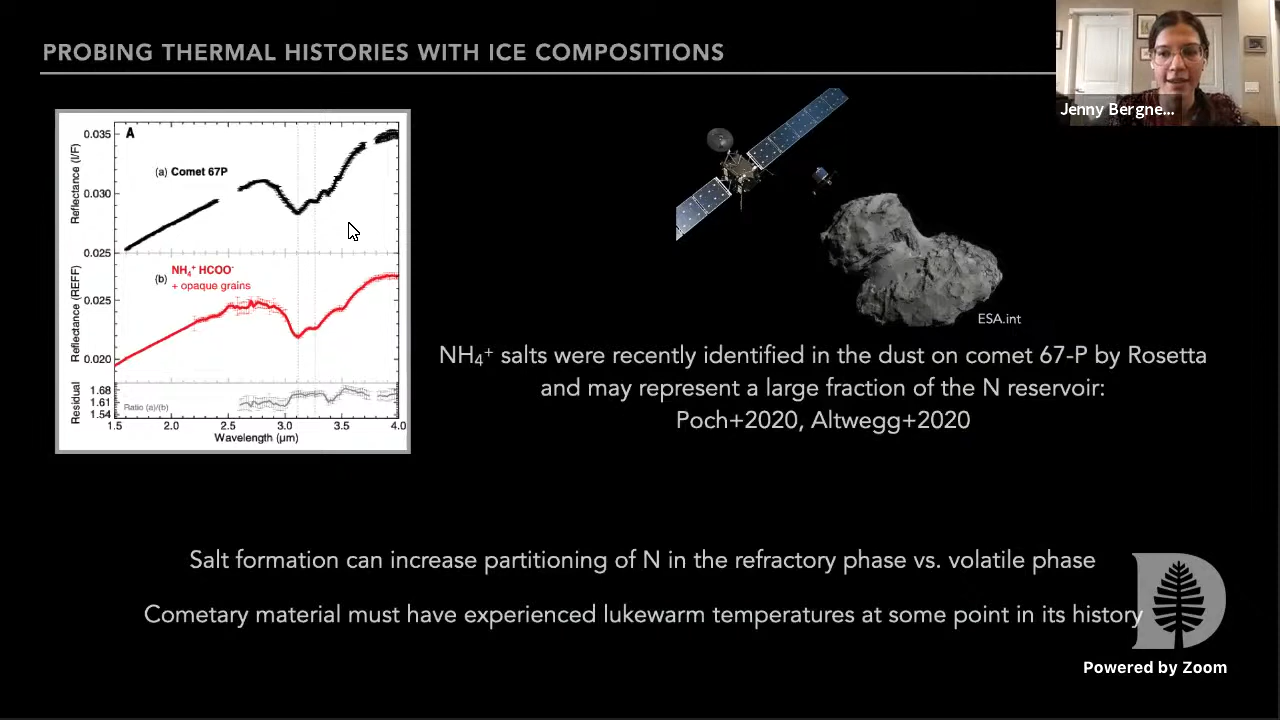 PROBING THERMAL HISTORIES WITH ICE COMPOSITIONS
Jenny Bergne...
A
(a) Comet 67P
Reflectance (I/F)
0.035
0.030
0.025
(b) NH₄⁺ HCOO⁻
+ opaque grains
Reflectance (REFF)
0.025
0.020
Residual
1.68
1.61
1.54
Ratio (a)/(b)
1.5 2.0 2.5 3.0 3.5 4.0
Wavelength (μm)
ESA.int
NH₄⁺ salts were recently identified in the dust on comet 67-P by Rosetta
and may represent a large fraction of the N reservoir:
Poch+2020, Altwegg+2020
Salt formation can increase partitioning of N in the refractory phase vs. volatile phase
Cometary material must have experienced lukewarm temperatures at some point in its history
D
Powered by Zoom